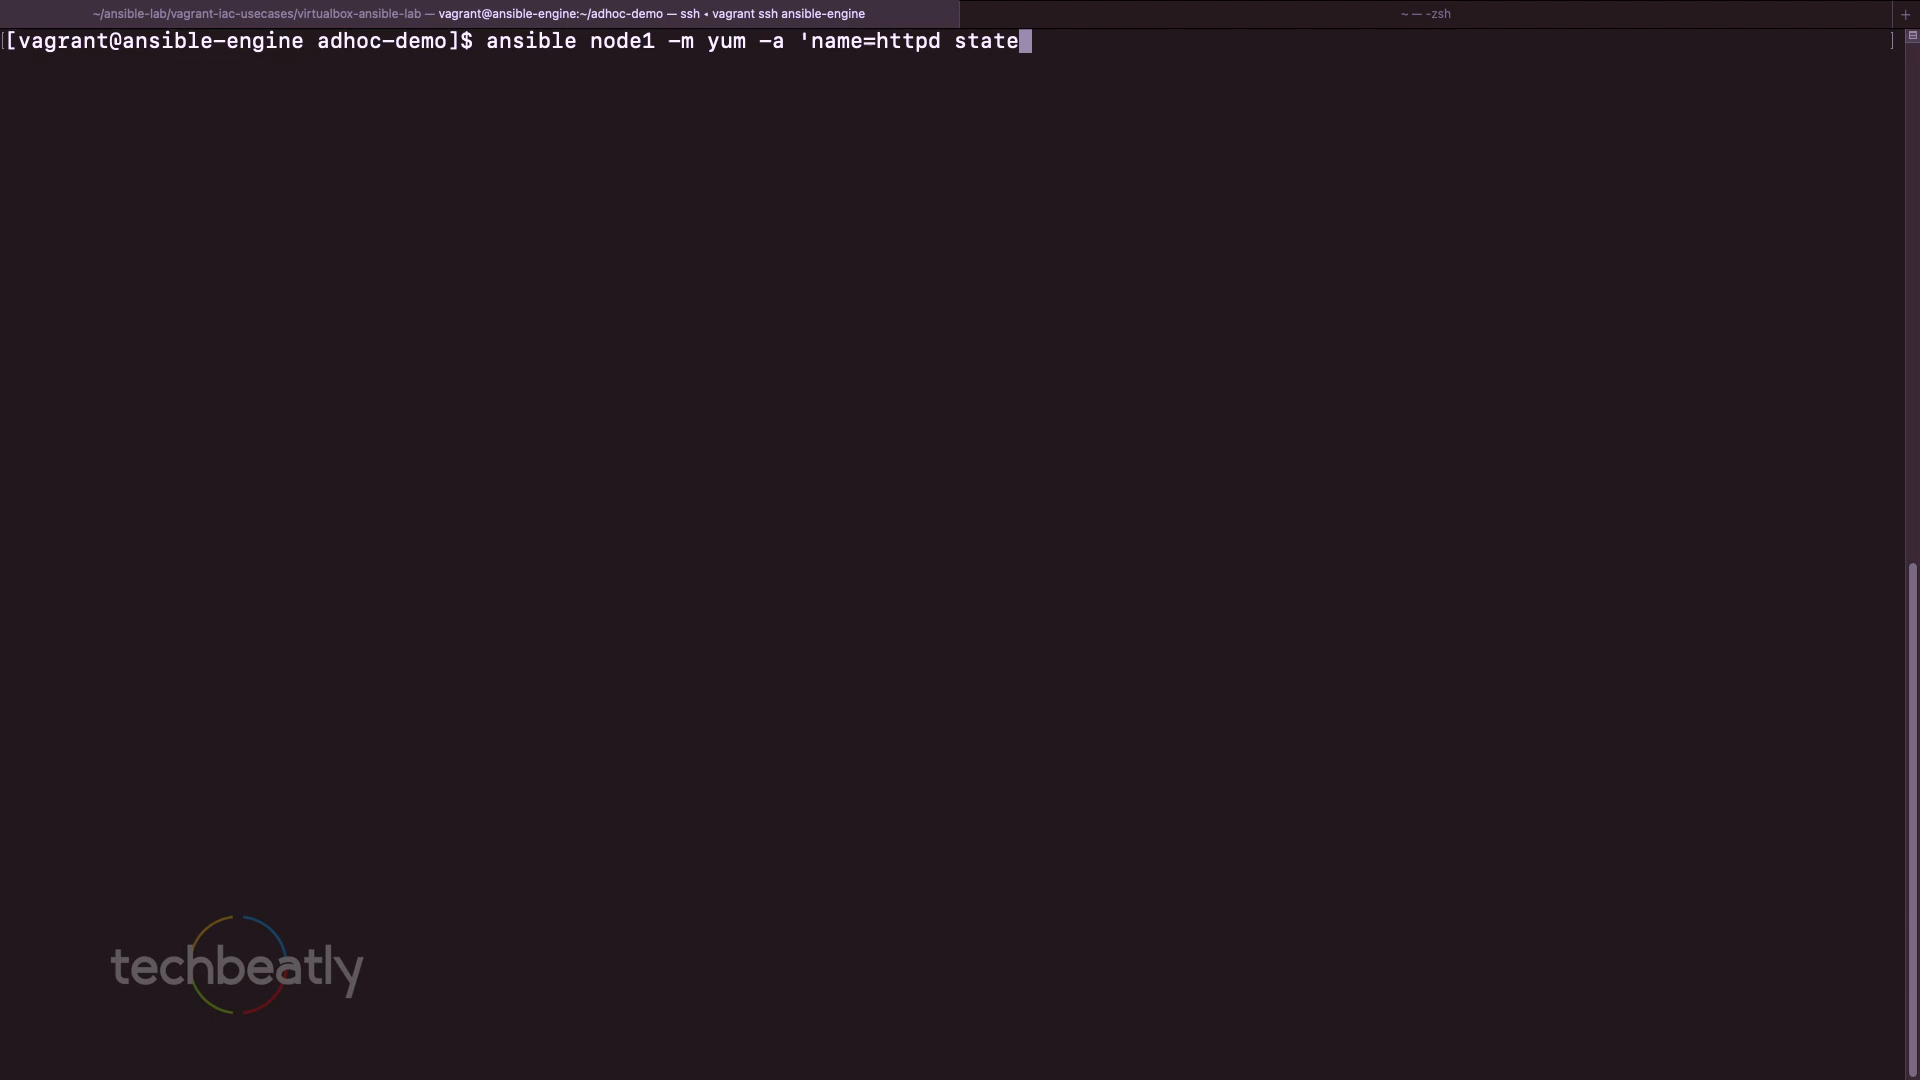 ~/ansible-lab/vagrant-iac-usecases/virtualbox-ansible-lab — vagrant@ansible-engine:~/adhoc-demo — ssh ◂ vagrant ssh ansible-engine
~ — -zsh
[vagrant@ansible-engine adhoc-demo]$ ansible node1 -m yum -a 'name=httpd state
techbeatly